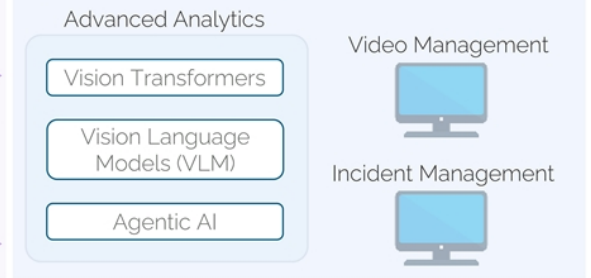 Advanced Analytics
Vision Transformers
Vision Language
Models (VLM)
Agentic AI
Video Management
Incident Management